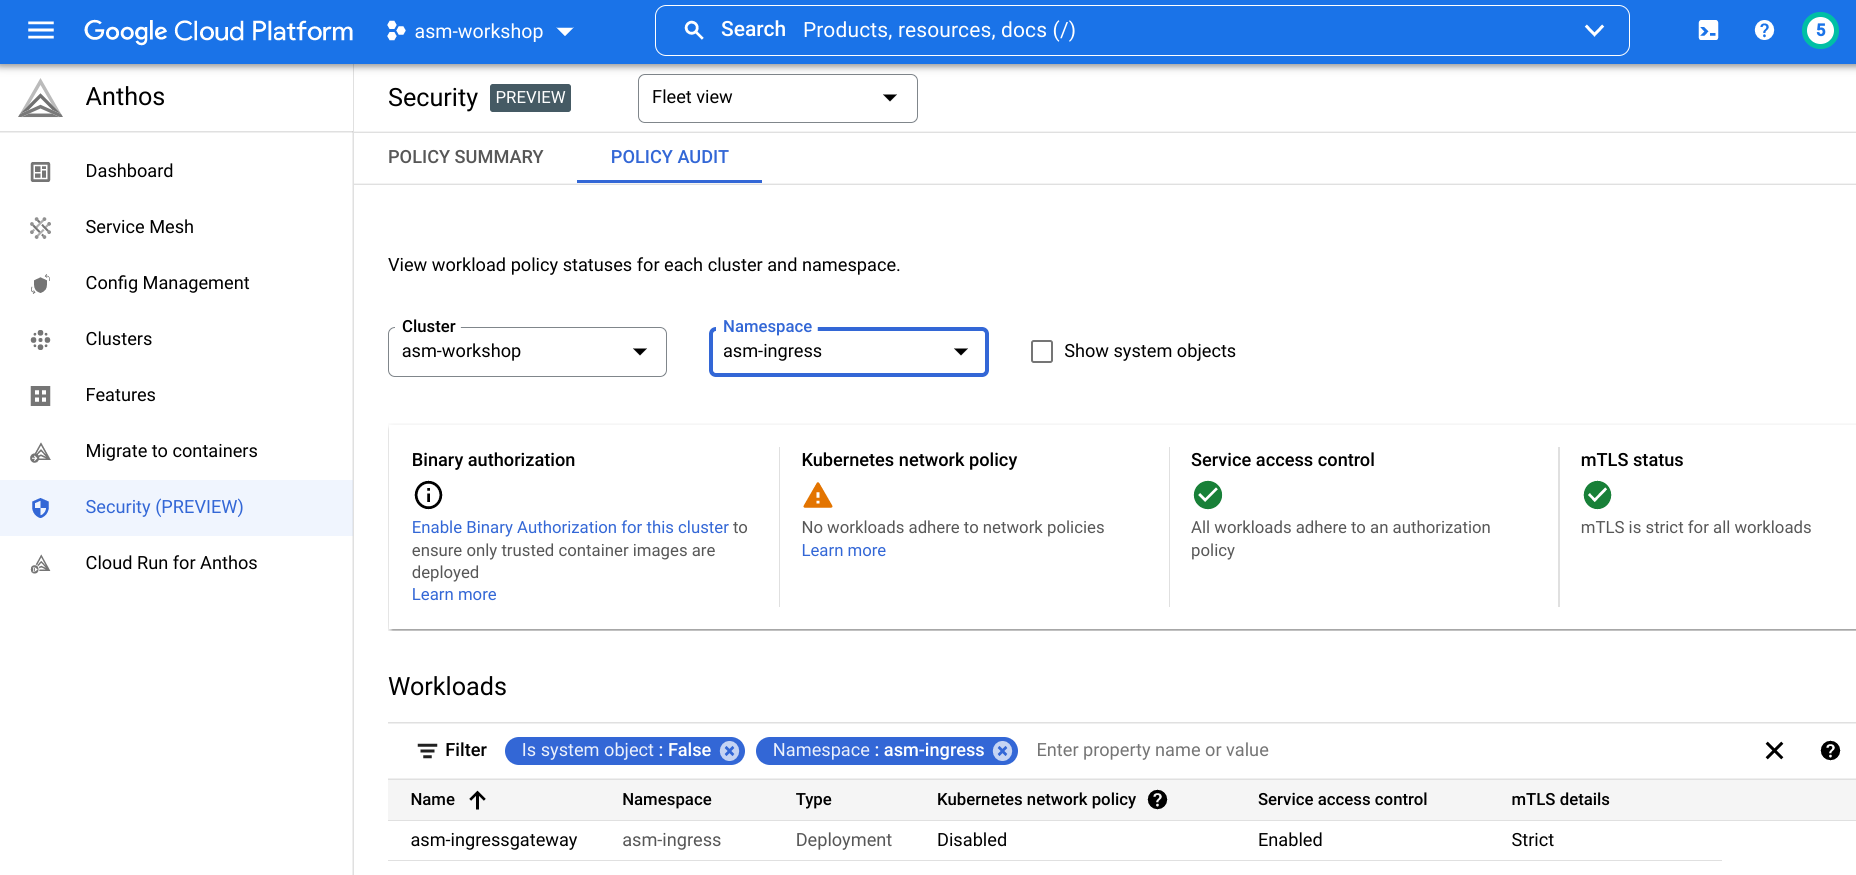 Google Cloud Platform
asm-workshop
Search Products, resources, docs (/)
5
Anthos
Security PREVIEW
Fleet view
Dashboard
Service Mesh
Config Management
Clusters
Features
Migrate to containers
Security (PREVIEW)
Cloud Run for Anthos
POLICY SUMMARY
POLICY AUDIT
View workload policy statuses for each cluster and namespace.
Cluster
asm-workshop
Namespace
asm-ingress
Show system objects
Binary authorization
Enable Binary Authorization for this cluster to
ensure only trusted container images are
deployed
Learn more
Kubernetes network policy
No workloads adhere to network policies
Learn more
Service access control
All workloads adhere to an authorization
policy
mTLS status
mTLS is strict for all workloads
Workloads
Filter Is system object : False Namespace : asm-ingress Enter property name or value
Name Namespace Type Kubernetes network policy Service access control mTLS details
asm-ingressgateway asm-ingress Deployment Disabled Enabled Strict